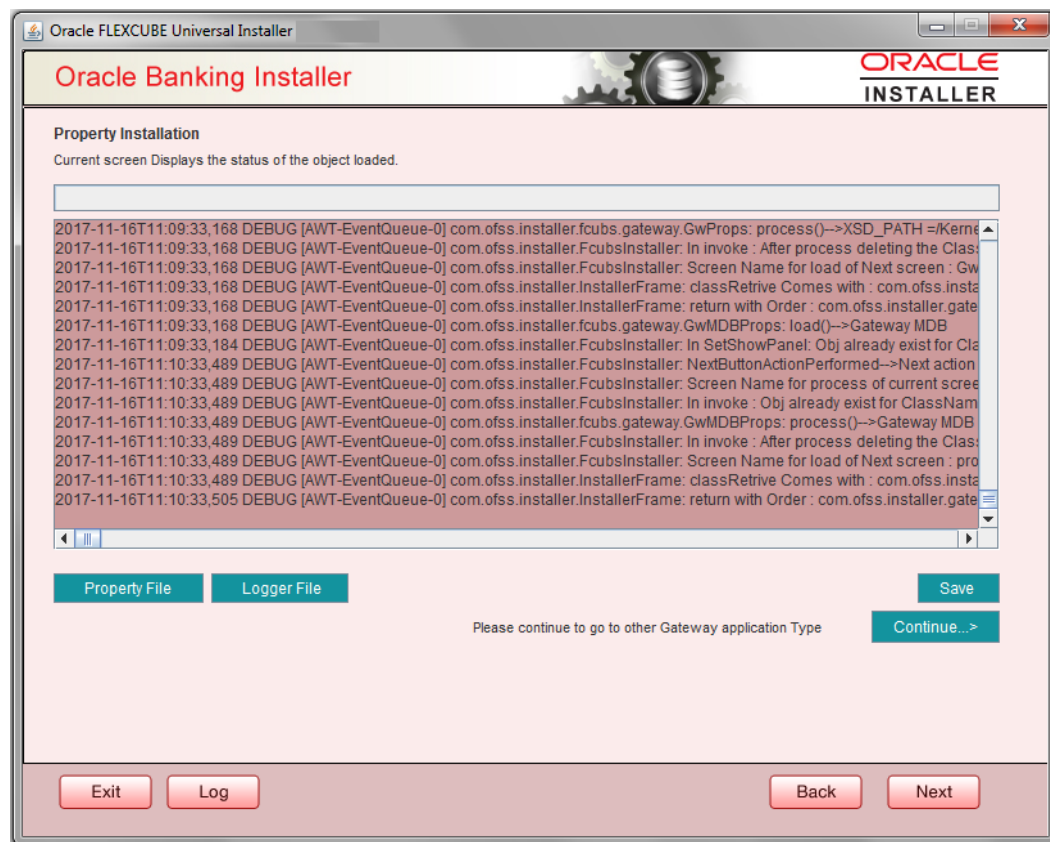 Oracle FLEXCUBE Universal Installer
Oracle Banking Installer
ORACLE
INSTALLER
Property Installation
Current screen Displays the status of the object loaded.
2017-11-16T11:09:33,168 DEBUG [AWT-EventQueue-0] com.ofss.installer.fcubs.gateway.GwProps: process()-->XSD_PATH =/Kerne
2017-11-16T11:09:33,168 DEBUG [AWT-EventQueue-0] com.ofss.installer.FcubsInstaller: In invoke : After process deleting the Clas
2017-11-16T11:09:33,168 DEBUG [AWT-EventQueue-0] com.ofss.installer.FcubsInstaller: Screen Name for load of Next screen : Gw
2017-11-16T11:09:33,168 DEBUG [AWT-EventQueue-0] com.ofss.installer.InstallerFrame: classRetrive Comes with : com.ofss.insta
2017-11-16T11:09:33,168 DEBUG [AWT-EventQueue-0] com.ofss.installer.InstallerFrame: return with Order : com.ofss.installer.gate
2017-11-16T11:09:33,168 DEBUG [AWT-EventQueue-0] com.ofss.installer.fcubs.gateway.GwMDBProps: load()-->Gateway MDB
2017-11-16T11:09:33,184 DEBUG [AWT-EventQueue-0] com.ofss.installer.FcubsInstaller: In SetShowPanel: Obj already exist for Cla
2017-11-16T11:10:33,489 DEBUG [AWT-EventQueue-0] com.ofss.installer.FcubsInstaller: NextButtonActionPerformed-->Next action
2017-11-16T11:10:33,489 DEBUG [AWT-EventQueue-0] com.ofss.installer.FcubsInstaller: Screen Name for process of current scree
2017-11-16T11:10:33,489 DEBUG [AWT-EventQueue-0] com.ofss.installer.FcubsInstaller: In invoke : Obj already exist for ClassNam
2017-11-16T11:10:33,489 DEBUG [AWT-EventQueue-0] com.ofss.installer.fcubs.gateway.GwMDBProps: process()-->Gateway MDB
2017-11-16T11:10:33,489 DEBUG [AWT-EventQueue-0] com.ofss.installer.FcubsInstaller: In invoke : After process deleting the Clas
2017-11-16T11:10:33,489 DEBUG [AWT-EventQueue-0] com.ofss.installer.FcubsInstaller: Screen Name for load of Next screen : pro
2017-11-16T11:10:33,489 DEBUG [AWT-EventQueue-0] com.ofss.installer.InstallerFrame: classRetrive Comes with : com.ofss.insta
2017-11-16T11:10:33,505 DEBUG [AWT-EventQueue-0] com.ofss.installer.InstallerFrame: return with Order : com.ofss.installer.gate
Property File Logger File Save
Please continue to go to other Gateway application Type Continue...>
Exit Log Back Next